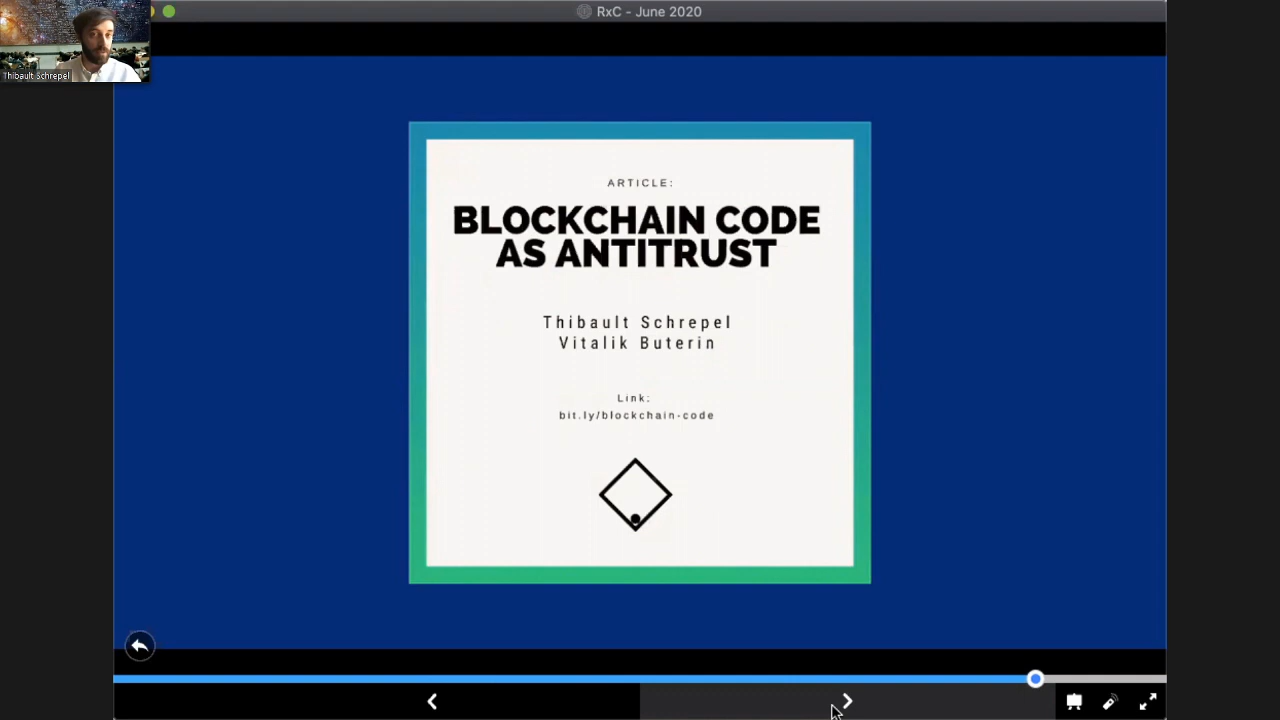 RxC - June 2020
Thibault Schrepel
ARTICLE:
BLOCKCHAIN CODE
AS ANTITRUST
Thibault Schrepel
Vitalik Buterin
Link:
bit.ly/blockchain-code